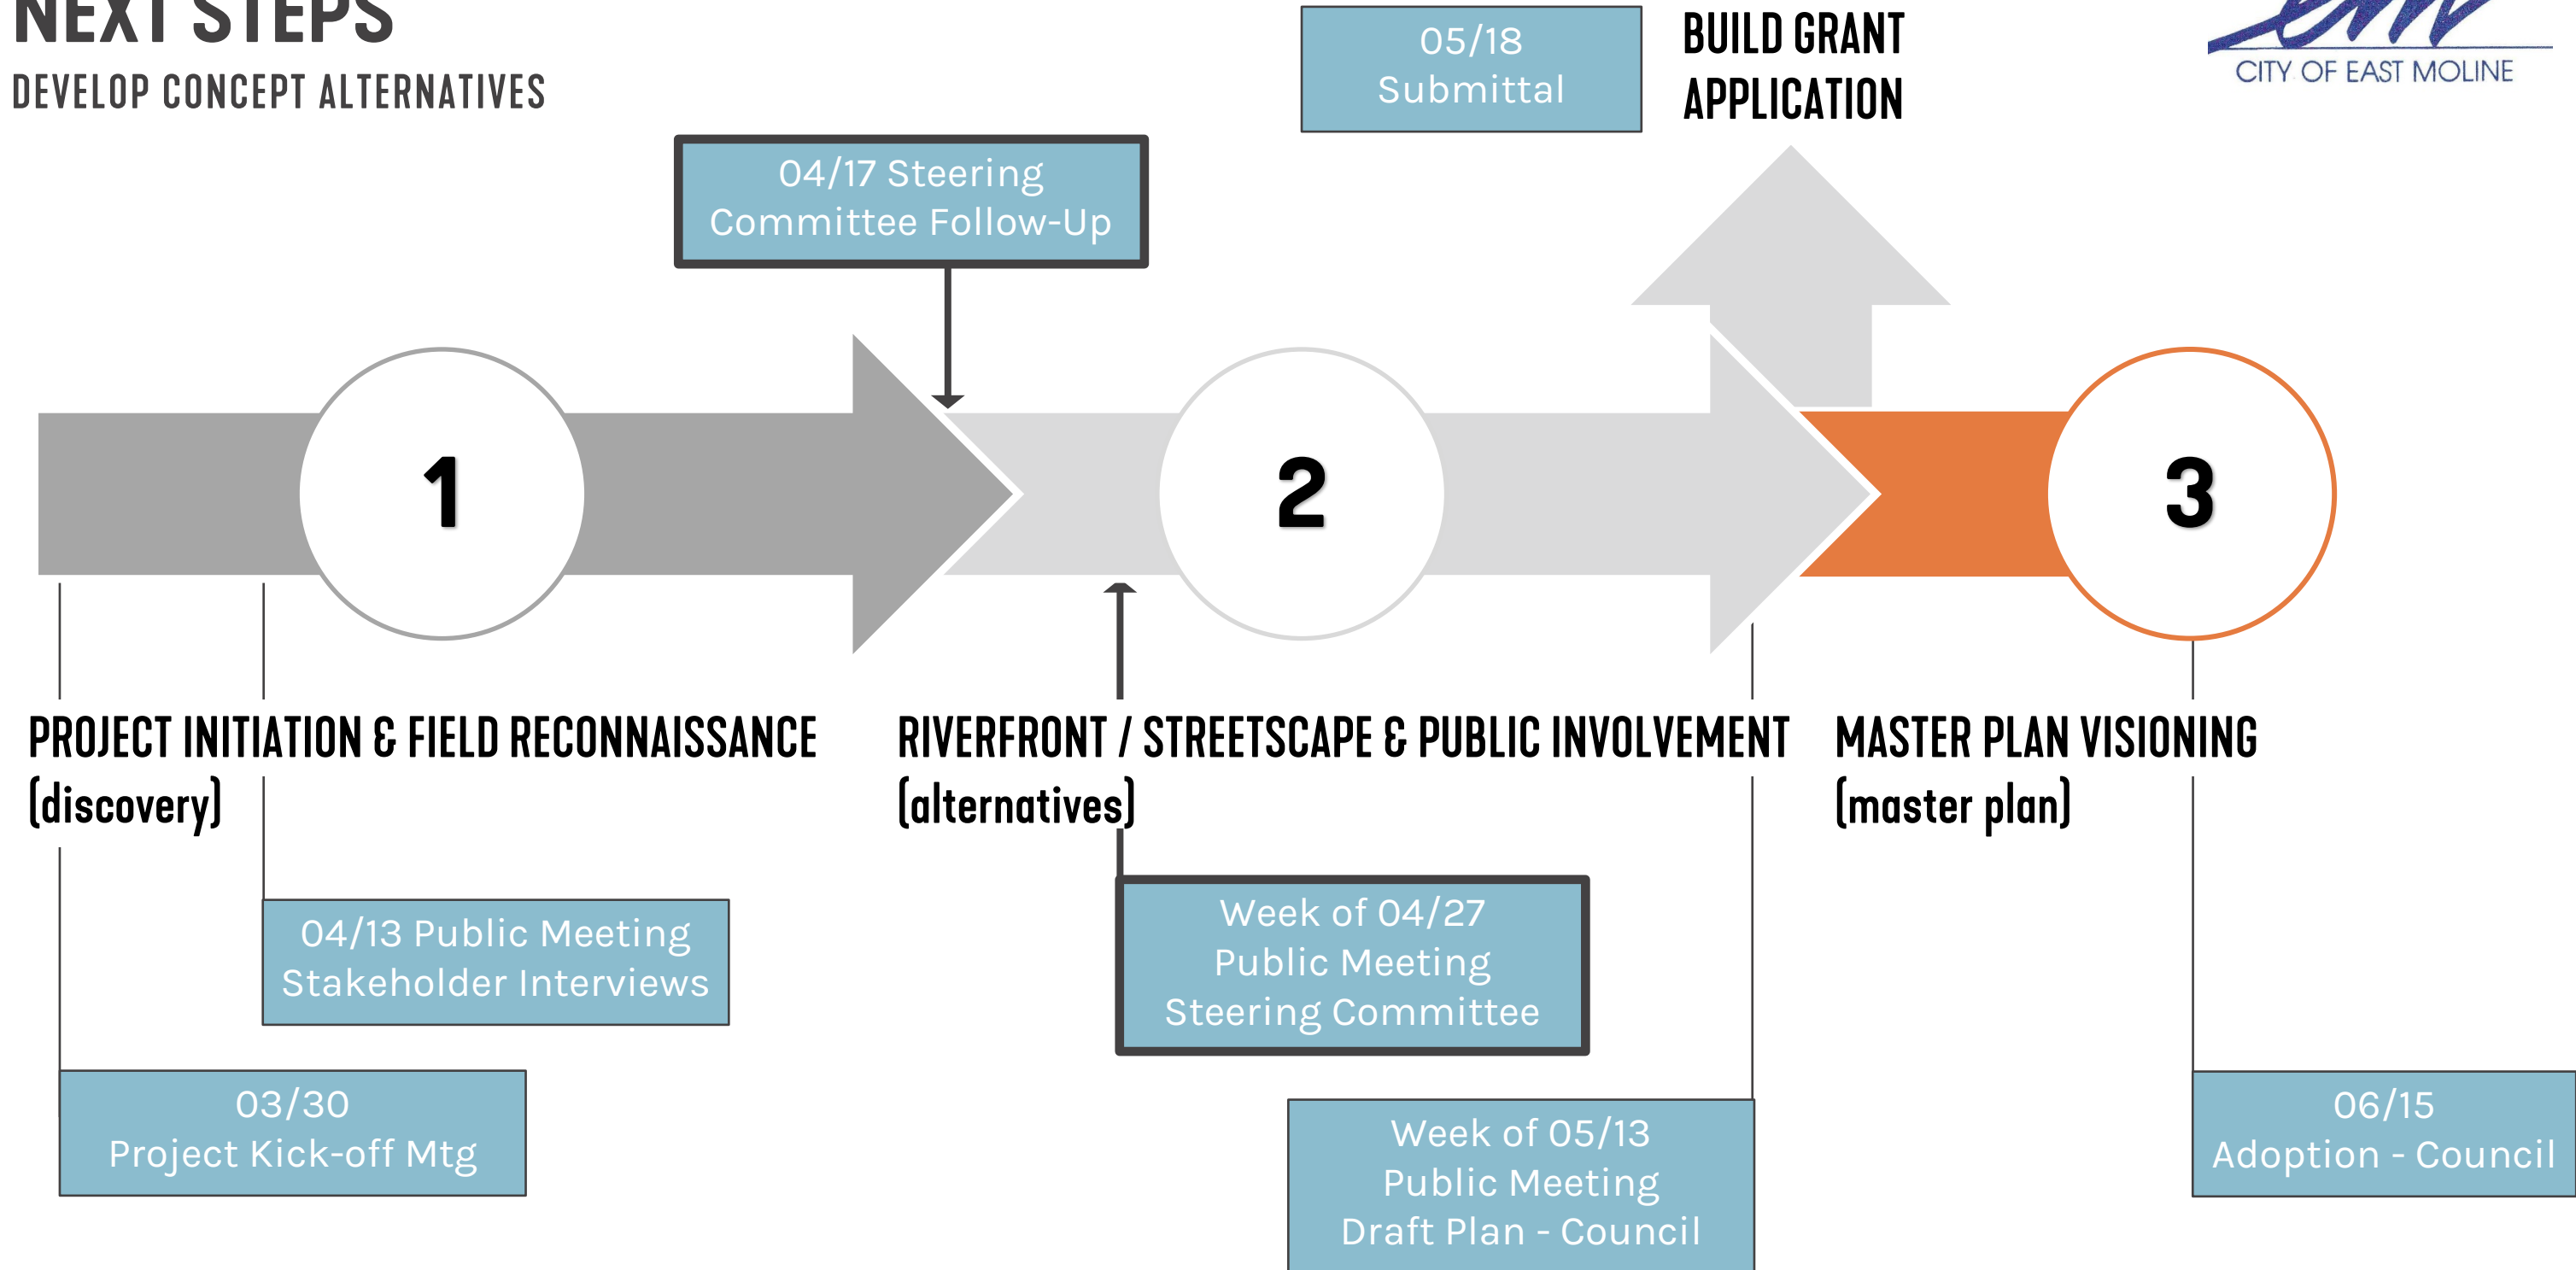 NEXT STEPS
DEVELOP CONCEPT ALTERNATIVES
05/18
Submittal
BUILD GRANT
APPLICATION
em
CITY OF EAST MOLINE
04/17 Steering
Committee Follow-Up
1
2
3
PROJECT INITIATION & FIELD RECONNAISSANCE
(discovery)
RIVERFRONT / STREETSCAPE & PUBLIC INVOLVEMENT
(alternatives)
MASTER PLAN VISIONING
(master plan)
04/13 Public Meeting
Stakeholder Interviews
Week of 04/27
Public Meeting
Steering Committee
03/30
Project Kick-off Mtg
Week of 05/13
Public Meeting
Draft Plan - Council
06/15
Adoption - Council